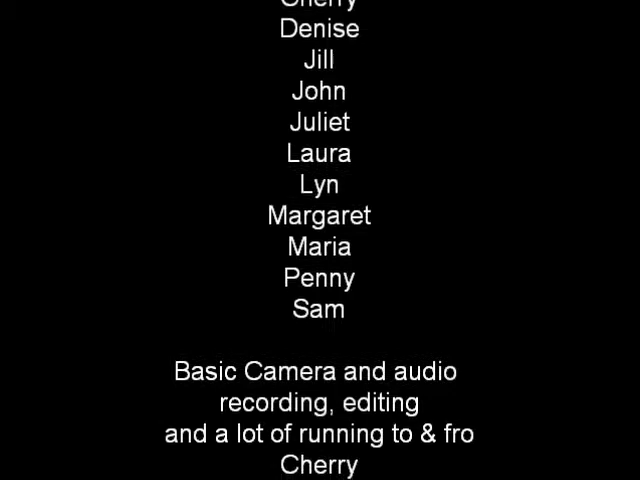 Cherry
Denise
Jill
John
Juliet
Laura
Lyn
Margaret
Maria
Penny
Sam
Basic Camera and audio
recording, editing
and a lot of running to & fro
Cherry